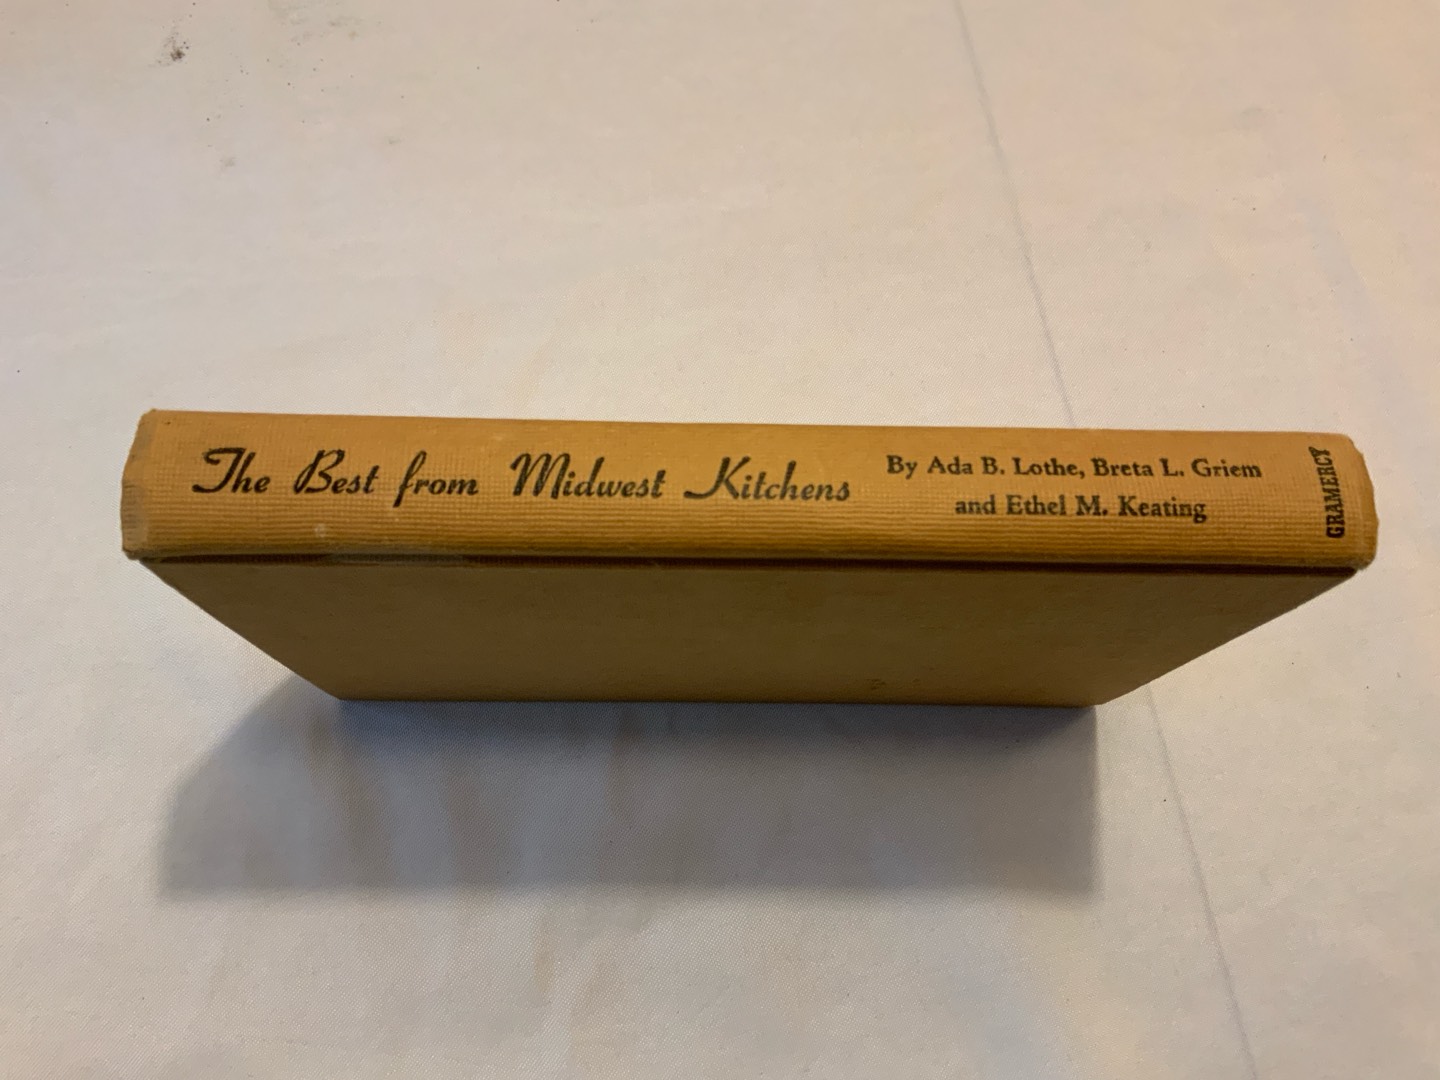 The Best from Midwest Kitchens
By Ada B. Lothe, Breta L. Griem
and Ethel M. Keating
GRAMERCY